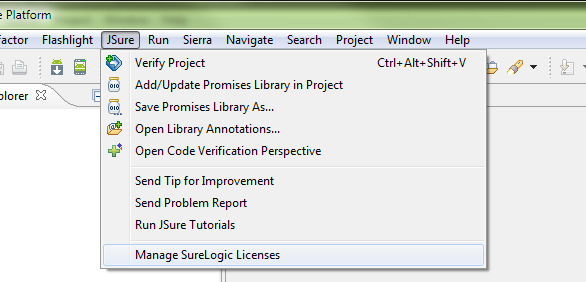 e Platform
factor Flashlight JSure Run Sierra Navigate Search Project Window Help
plorer
Verify Project Ctrl+Alt+Shift+V
Add/Update Promises Library in Project
Save Promises Library As...
Open Library Annotations...
Open Code Verification Perspective
Send Tip for Improvement
Send Problem Report
Run JSure Tutorials
Manage SureLogic Licenses